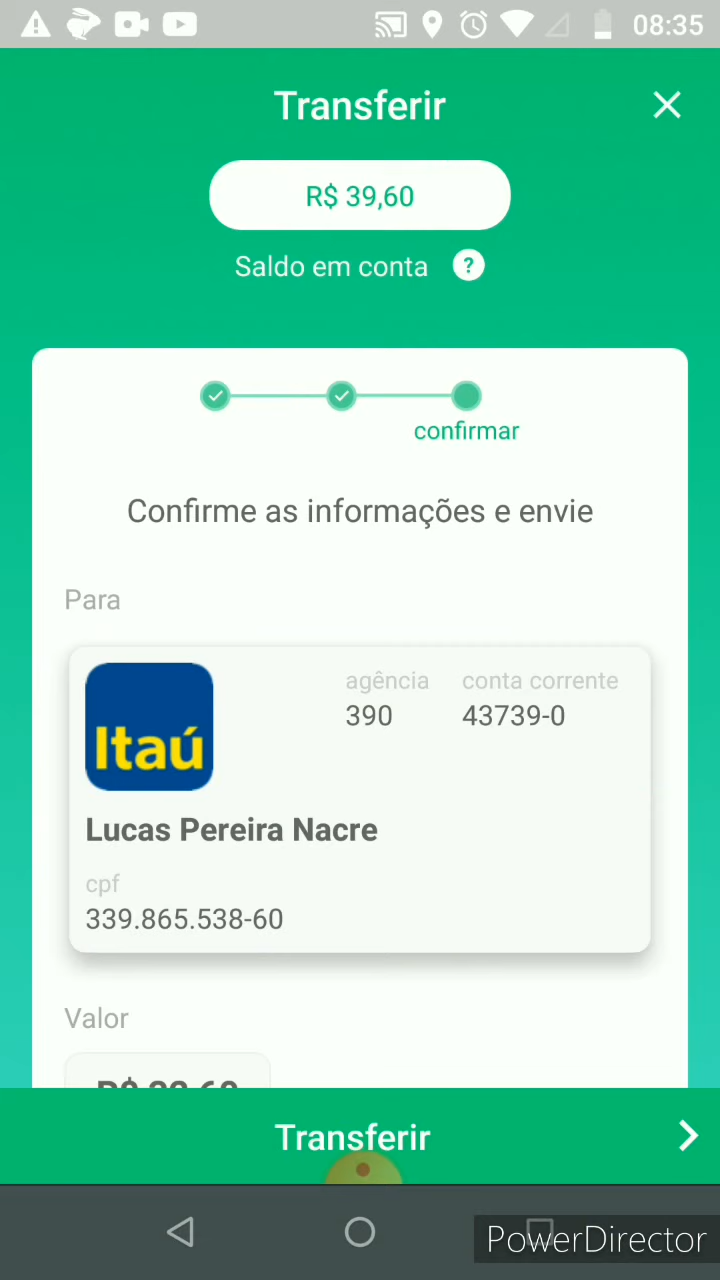 08:35
Transferir
R$ 39,60
Saldo em conta ?
confirmar
Confirme as informações e envie
Para
agência conta corrente
390 43739-0
Itaú
Lucas Pereira Nacre
cpf
339.865.538-60
Valor
Transferir
PowerDirector